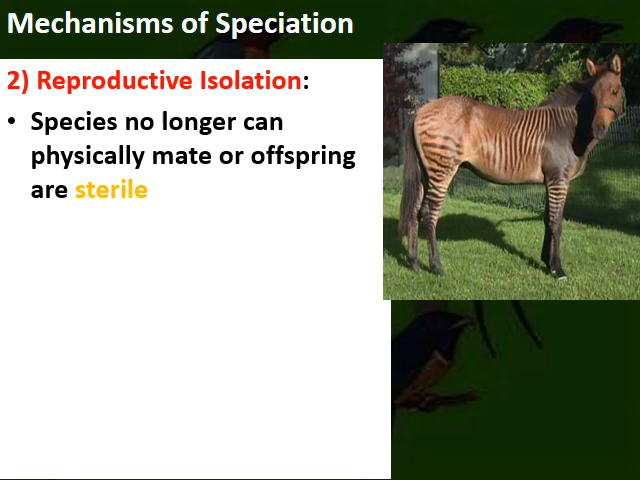 Mechanisms of Speciation
2) Reproductive Isolation:
• Species no longer can
physically mate or offspring
are sterile